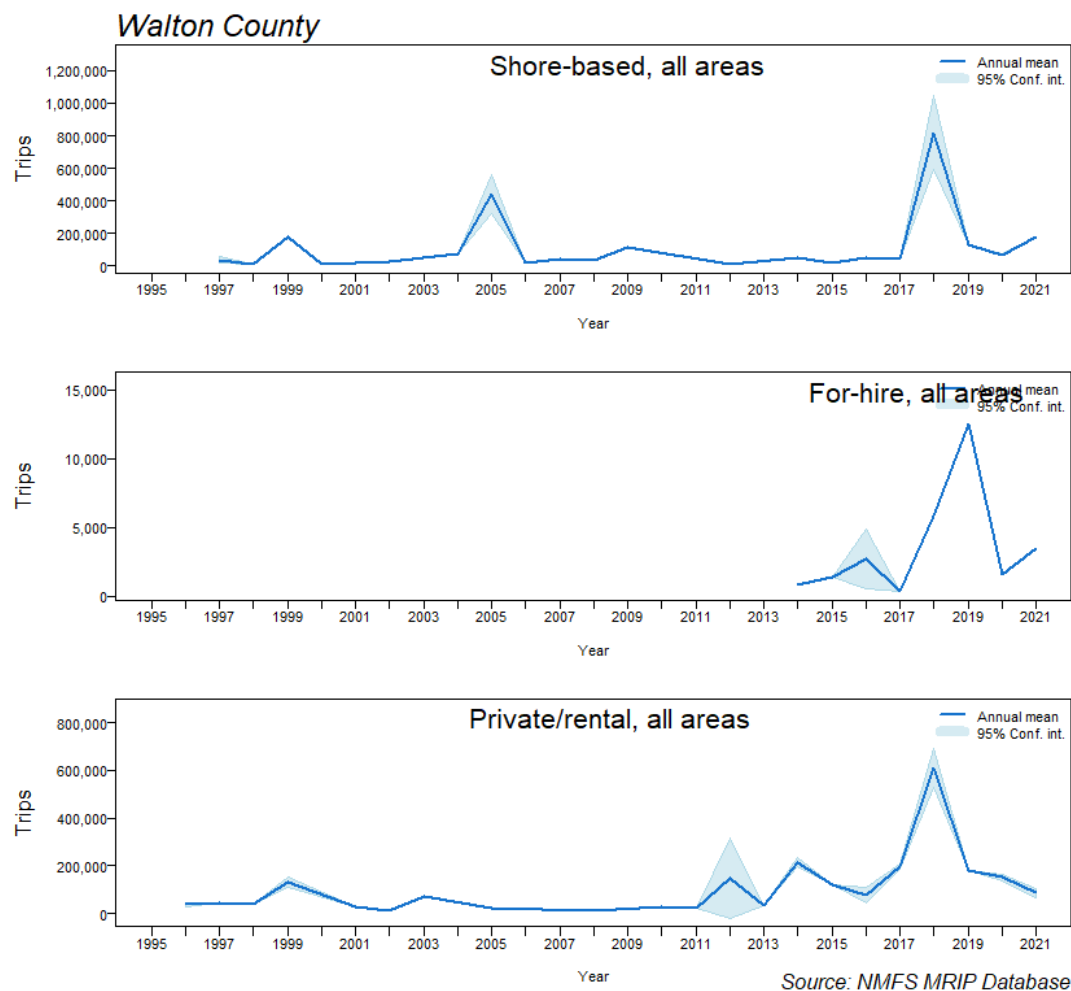 Walton County
Shore-based, all areas
Annual mean
95% Conf. int.
Trips
1,200,000
1,000,000
800,000
600,000
400,000
200,000
0
1995 1997 1999 2001 2003 2005 2007 2009 2011 2013 2015 2017 2019 2021
Year
For-hire, all areas
Annual mean
95% Conf. int.
Trips
15,000
10,000
5,000
0
1995 1997 1999 2001 2003 2005 2007 2009 2011 2013 2015 2017 2019 2021
Year
Private/rental, all areas
Annual mean
95% Conf. int.
Trips
800,000
600,000
400,000
200,000
0
1995 1997 1999 2001 2003 2005 2007 2009 2011 2013 2015 2017 2019 2021
Year
Source: NMFS MRIP Database